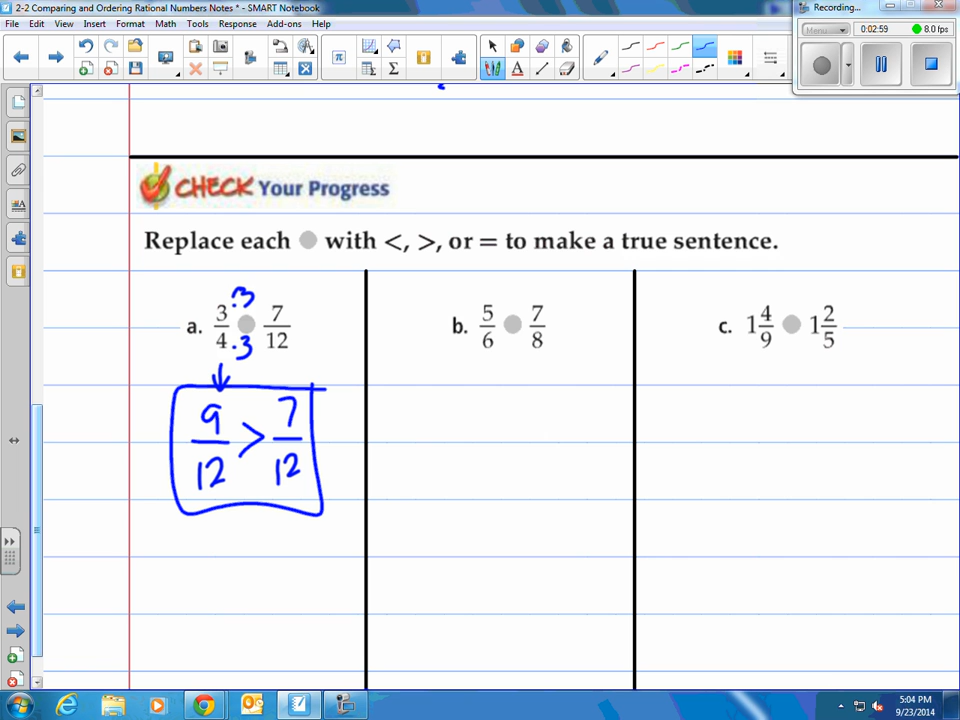 2-2 Comparing and Ordering Rational Numbers Notes * - SMART Notebook
Recording...
File Edit View Insert Format Math Tools Response Add-ons Help
Menu 0:02:59 8.0 fps
CHECK Your Progress
Replace each with <, >, or = to make a true sentence.
a. 3/4 ·3 ·3 7/12
b. 5/6 7/8
c. 1 4/9 1 2/5
9/12 > 7/12
5:04 PM
9/23/2014